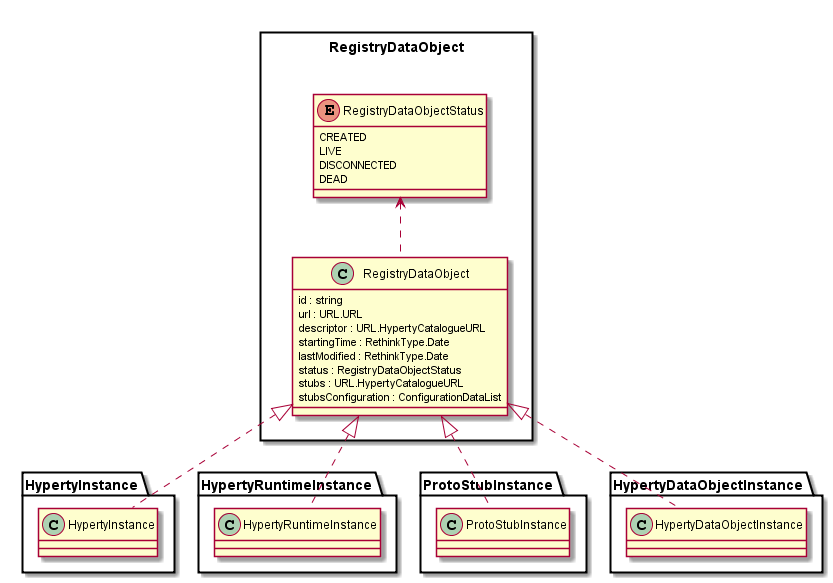 RegistryDataObject
E RegistryDataObjectStatus
CREATED
LIVE
DISCONNECTED
DEAD
C RegistryDataObject
id : string
url : URL.URL
descriptor : URL.HypertyCatalogueURL
startingTime : RethinkType.Date
lastModified : RethinkType.Date
status : RegistryDataObjectStatus
stubs : URL.HypertyCatalogueURL
stubsConfiguration : ConfigurationDataList
HypertyInstance
C HypertyInstance
HypertyRuntimeInstance
C HypertyRuntimeInstance
ProtoStubInstance
C ProtoStubInstance
HypertyDataObjectInstance
C HypertyDataObjectInstance